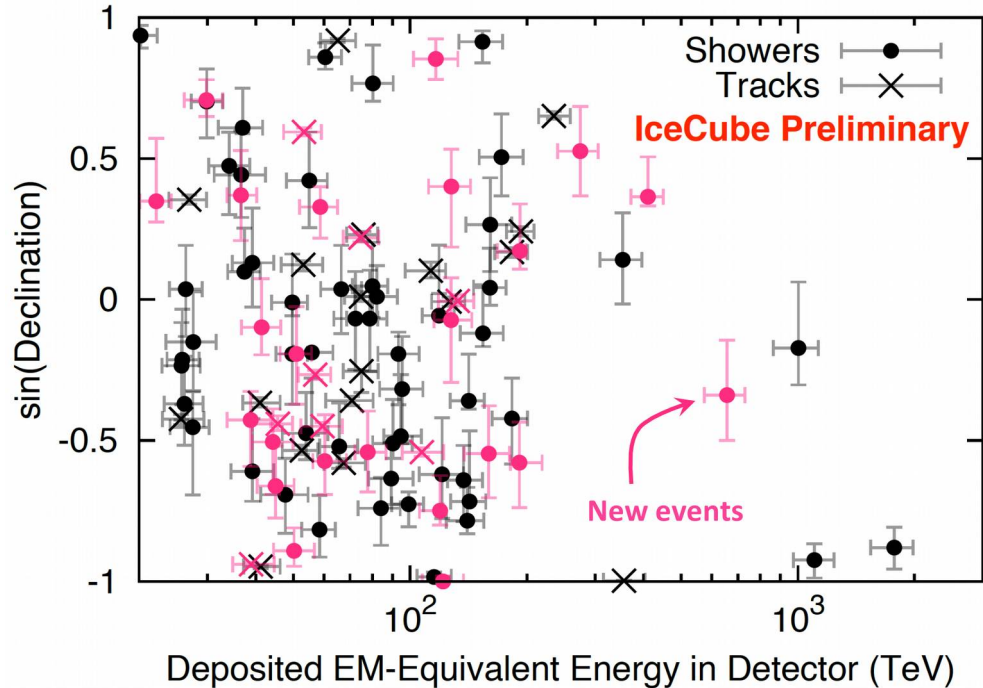 1
0.5
0
-0.5
-1
sin(Declination)
Showers
Tracks
IceCube Preliminary
New events
10²
10³
Deposited EM-Equivalent Energy in Detector (TeV)